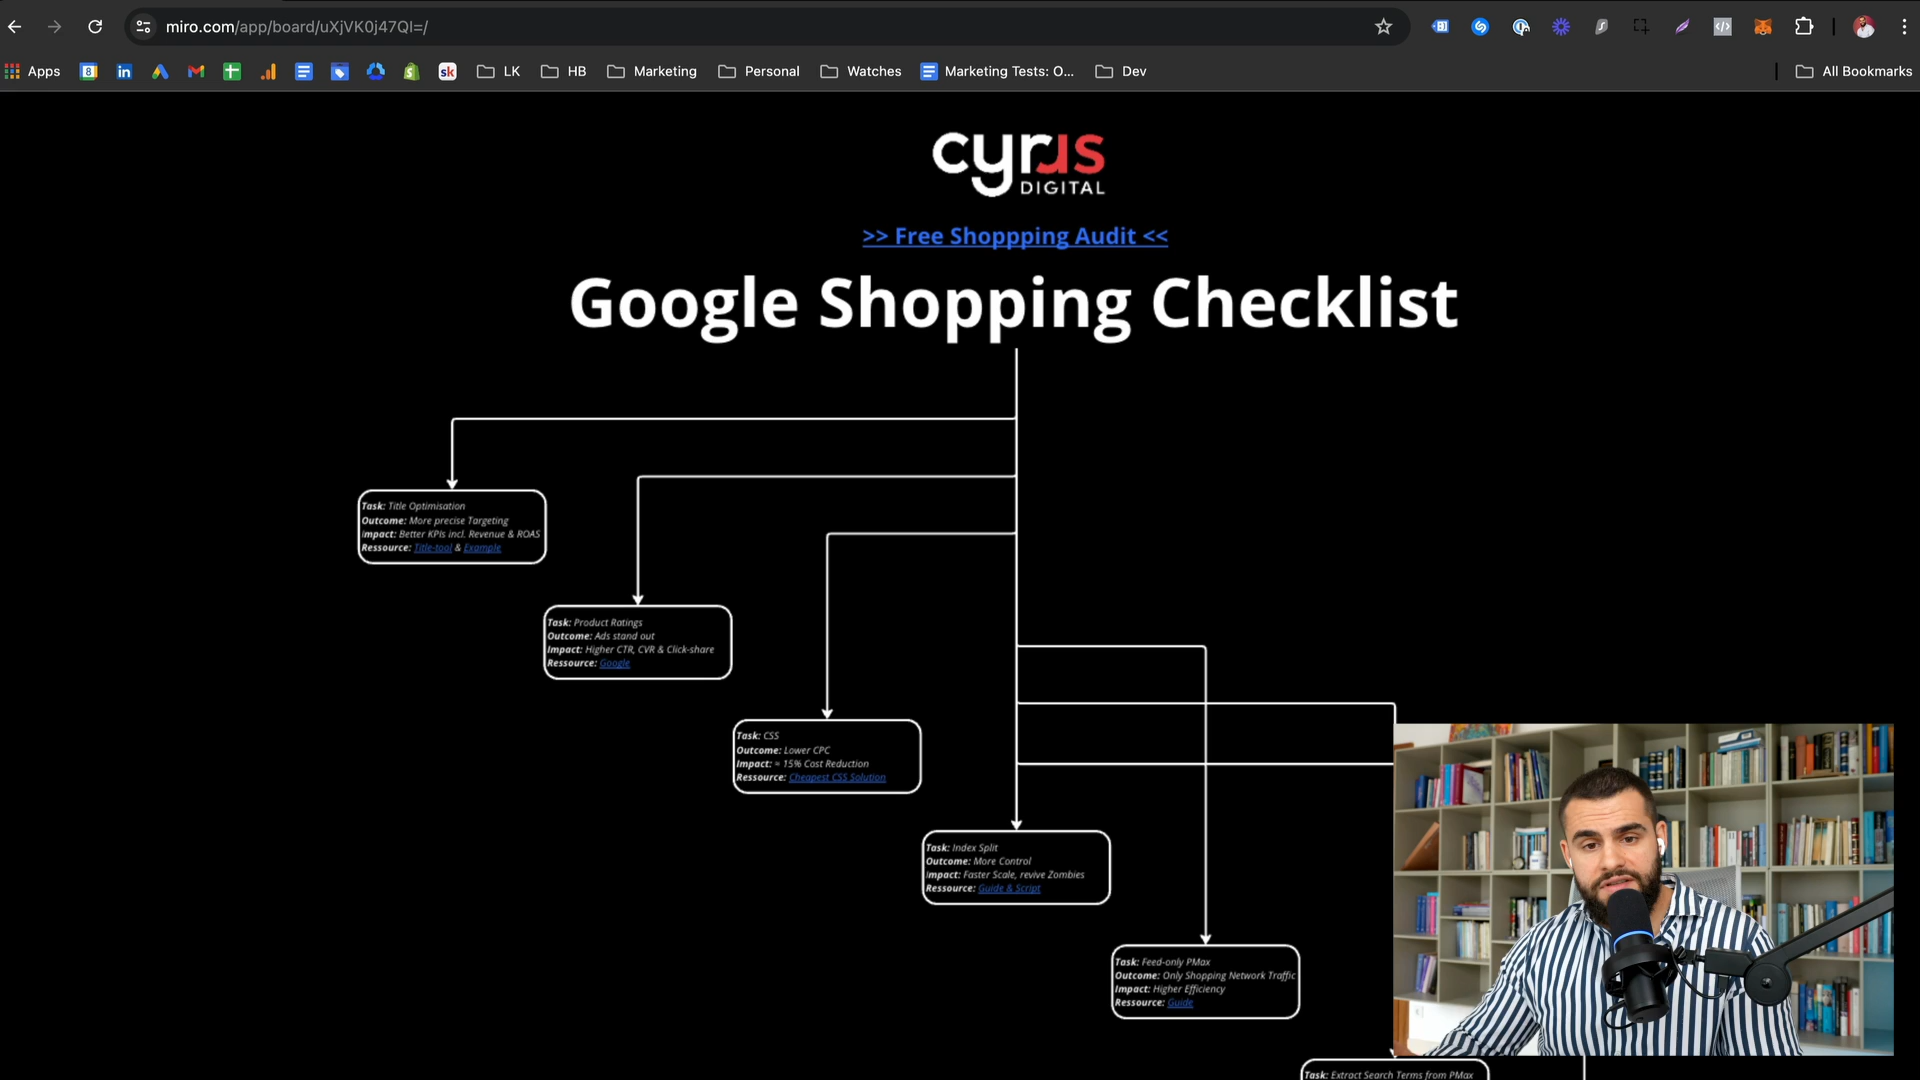 miro.com/app/board/uXjVK0j47QI=/
Apps
8
in
sk
LK
HB
Marketing
Personal
Watches
Marketing Tests: O...
Dev
All Bookmarks
cyrus
DIGITAL
>> Free Shoppping Audit <<
Google Shopping Checklist
Task: Title Optimisation
Outcome: More precise Targeting
Impact: Better KPIs incl. Revenue & ROAS
Ressource: Title-tool & Example
Task: Product Ratings
Outcome: Ads stand out
Impact: Higher CTR, CVR & Click-share
Ressource: Google
Task: CSS
Outcome: Lower CPC
Impact: ≈ 15% Cost Reduction
Ressource: Cheapest CSS Solution
Task: Index Split
Outcome: More Control
Impact: Faster Scale, revive Zombies
Ressource: Guide & Script
Task: Feed-only PMax
Outcome: Only Shopping Network Traffic
Impact: Higher Efficiency
Ressource: Guide
Task: Extract Search Terms from PMax